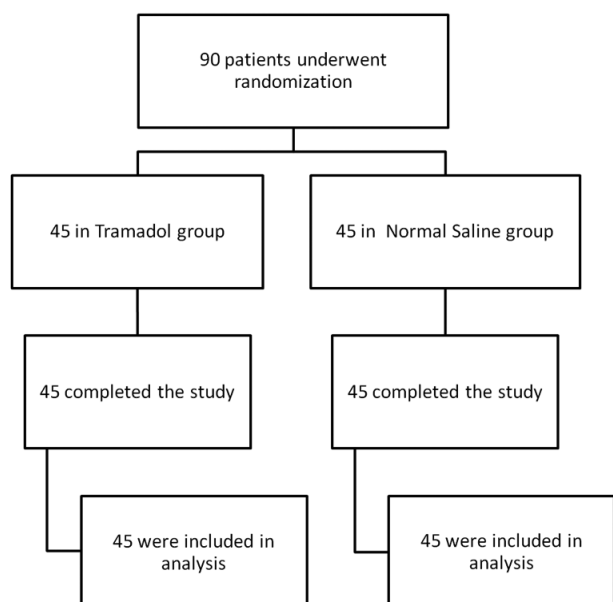 90 patients underwent
randomization
45 in Tramadol group
45 in Normal Saline group
45 completed the study
45 completed the study
45 were included in
analysis
45 were included in
analysis